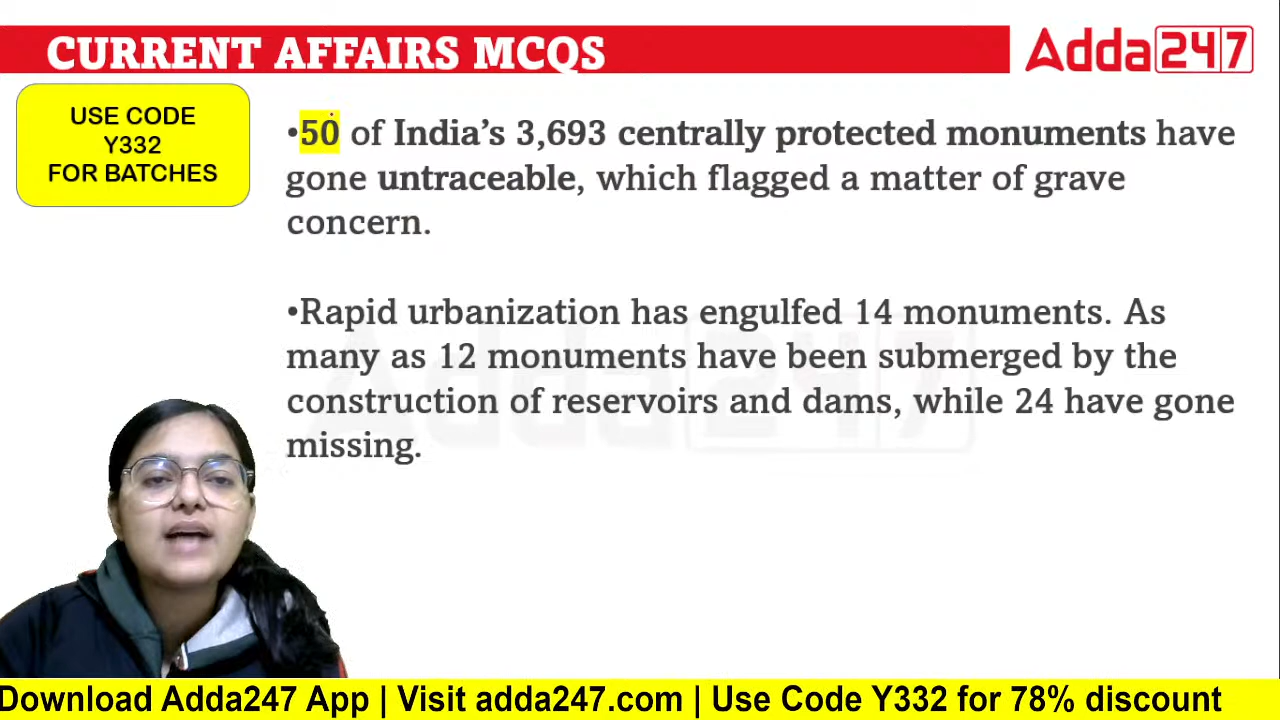 CURRENT AFFAIRS MCQS
Adda247
USE CODE
Y332
FOR BATCHES
•50 of India’s 3,693 centrally protected monuments have
gone untraceable, which flagged a matter of grave
concern.
•Rapid urbanization has engulfed 14 monuments. As
many as 12 monuments have been submerged by the
construction of reservoirs and dams, while 24 have gone
missing.
Adda247
Download Adda247 App | Visit adda247.com | Use Code Y332 for 78% discount